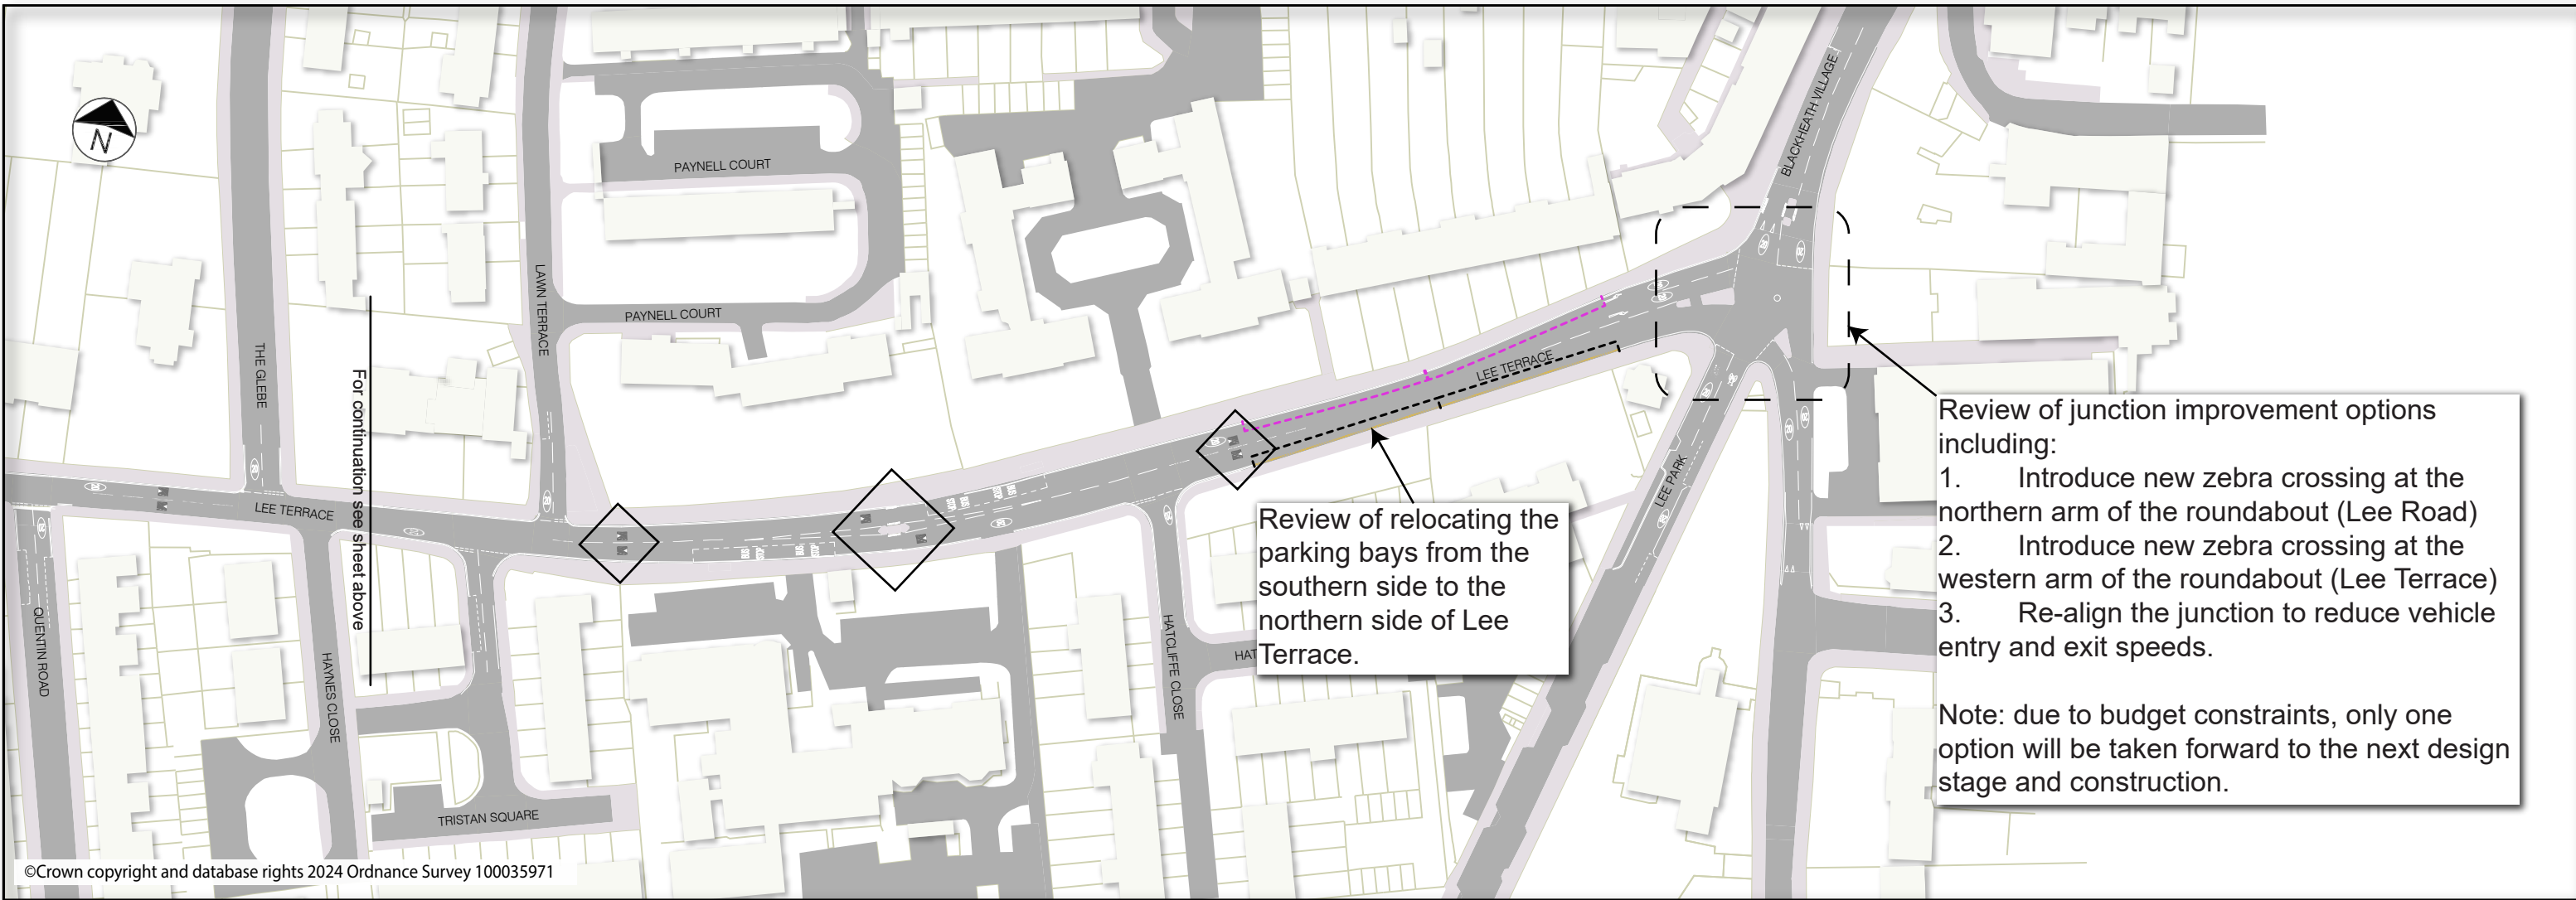 BLACKHEATH VILLAGE
N
PAYNELL COURT
LAWN TERRACE
PAYNELL COURT
THE GLEBE
LEE TERRACE
For continuation see sheet above
LEE TERRACE
LEE PARK
QUENTIN ROAD
HAYNES CLOSE
HATCLIFFE CLOSE
HAT
TRISTAN SQUARE
BUS
STOP
BUS
STOP
Review of relocating the
parking bays from the
southern side to the
northern side of Lee
Terrace.
Review of junction improvement options
including:
1. Introduce new zebra crossing at the
northern arm of the roundabout (Lee Road)
2. Introduce new zebra crossing at the
western arm of the roundabout (Lee Terrace)
3. Re-align the junction to reduce vehicle
entry and exit speeds.
Note: due to budget constraints, only one
option will be taken forward to the next design
stage and construction.
©Crown copyright and database rights 2024 Ordnance Survey 100035971